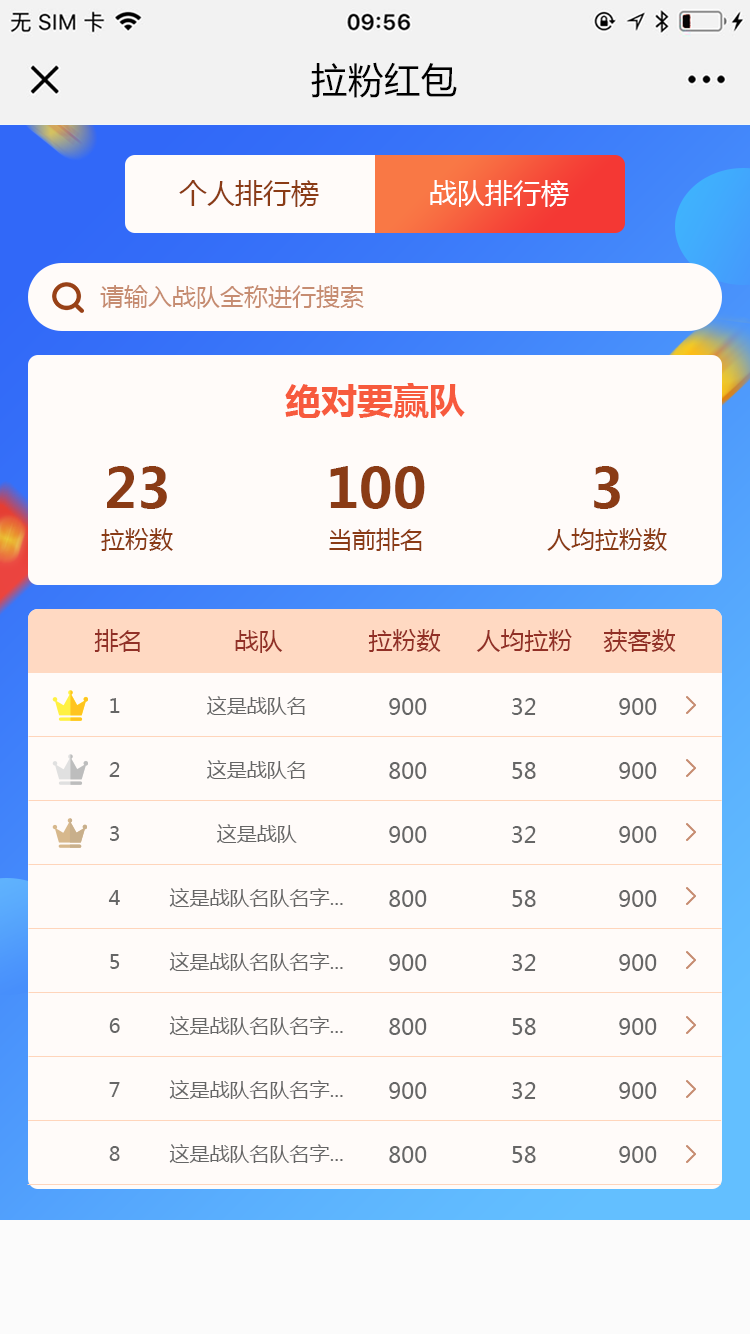 无 SIM 卡 09:56
拉粉红包
个人排行榜 战队排行榜
请输入战队全称进行搜索
绝对要赢队
23 100 3
拉粉数 当前排名 人均拉粉数
排名 战队 拉粉数 人均拉粉 获客数
1 这是战队名 900 32 900
2 这是战队名 800 58 900
3 这是战队 900 32 900
4 这是战队名队名字... 800 58 900
5 这是战队名队名字... 900 32 900
6 这是战队名队名字... 800 58 900
7 这是战队名队名字... 900 32 900
8 这是战队名队名字... 800 58 900